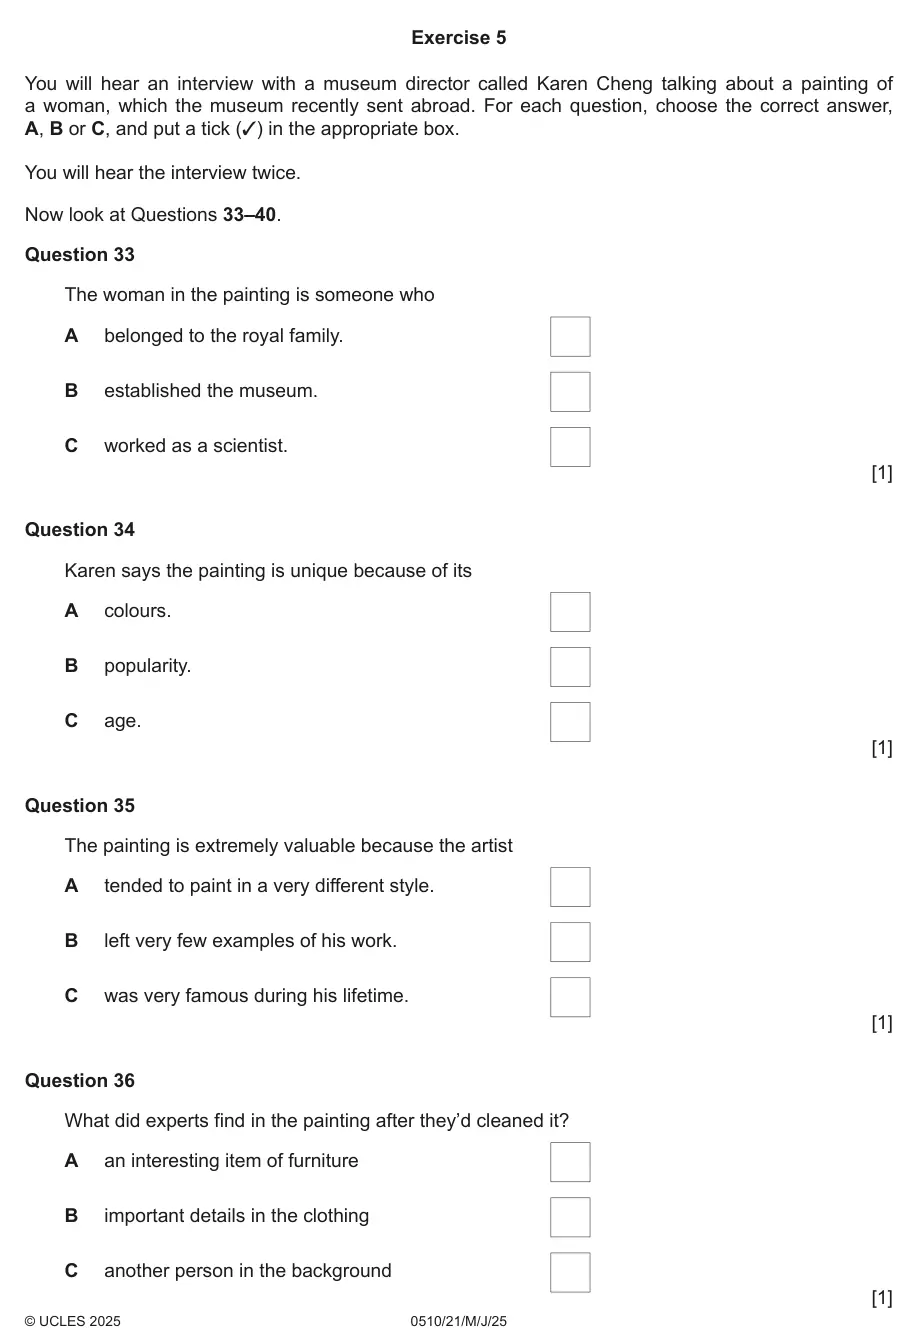 Exercise 5
You will hear an interview with a museum director called Karen Cheng talking about a painting of
a woman, which the museum recently sent abroad. For each question, choose the correct answer,
A, B or C, and put a tick (✓) in the appropriate box.
You will hear the interview twice.
Now look at Questions 33–40.
Question 33
The woman in the painting is someone who
A belonged to the royal family.
B established the museum.
C worked as a scientist.
[1]
Question 34
Karen says the painting is unique because of its
A colours.
B popularity.
C age.
[1]
Question 35
The painting is extremely valuable because the artist
A tended to paint in a very different style.
B left very few examples of his work.
C was very famous during his lifetime.
[1]
Question 36
What did experts find in the painting after they’d cleaned it?
A an interesting item of furniture
B important details in the clothing
C another person in the background
[1]
© UCLES 2025 0510/21/M/J/25